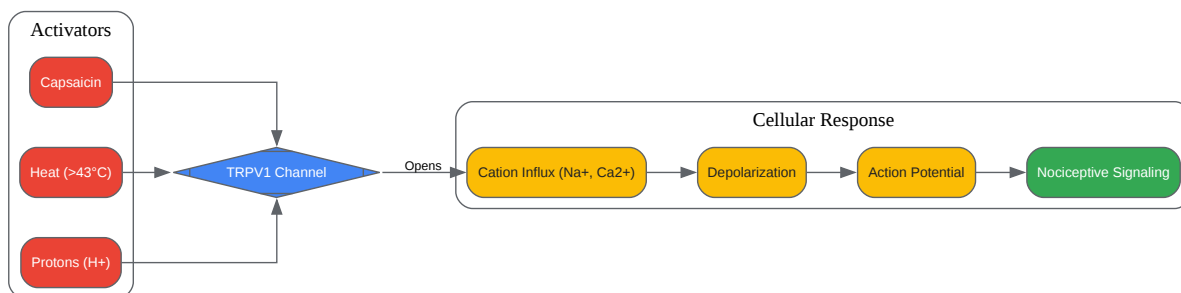 Activators
Capsaicin
Heat (>43°C)
Protons (H+)
TRPV1 Channel
Opens
Cellular Response
Cation Influx (Na+, Ca2+)
Depolarization
Action Potential
Nociceptive Signaling